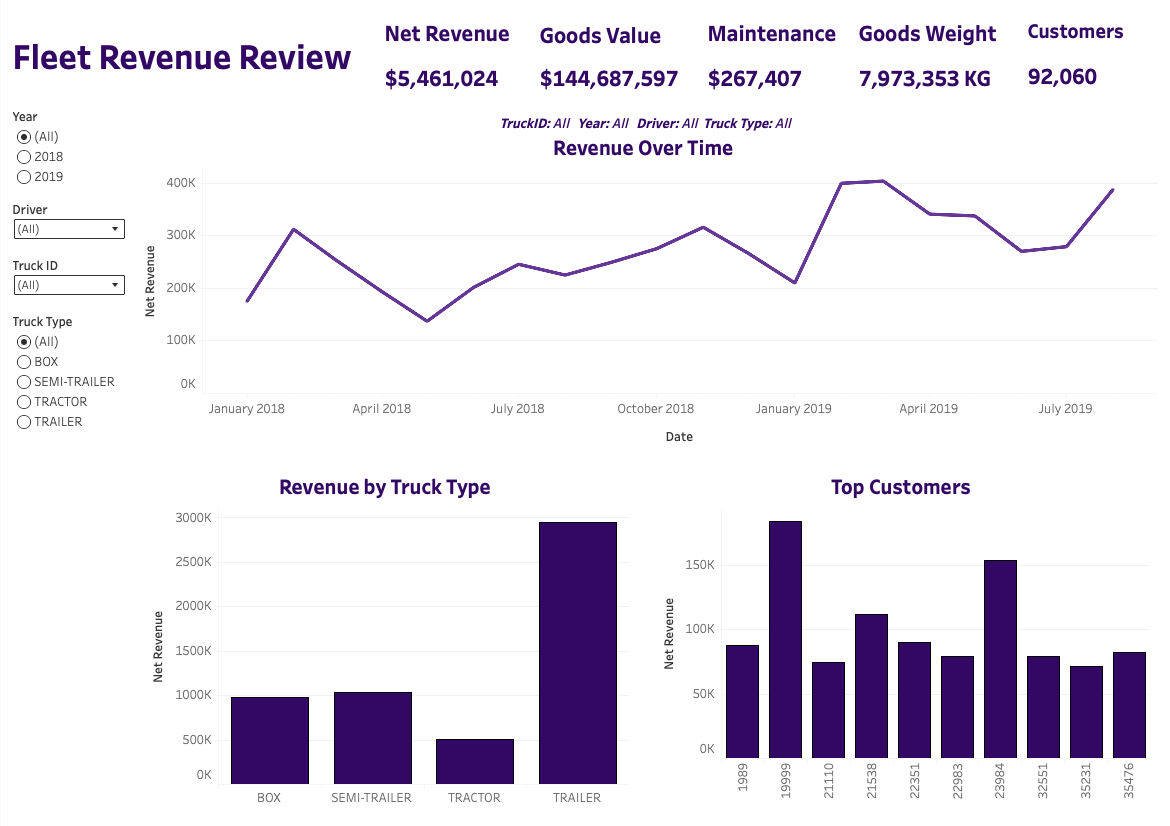 Fleet Revenue Review
Net Revenue
$5,461,024
Goods Value
$144,687,597
Maintenance
$267,407
Goods Weight
7,973,353 KG
Customers
92,060
Year
(All)
2018
2019
Driver
(All)
Truck ID
(All)
Truck Type
(All)
BOX
SEMI-TRAILER
TRACTOR
TRAILER
TruckID: All Year: All Driver: All Truck Type: All
Revenue Over Time
Net Revenue
400K
300K
200K
100K
0K
January 2018 April 2018 July 2018 October 2018 January 2019 April 2019 July 2019
Date
Revenue by Truck Type
Net Revenue
3000K
2500K
2000K
1500K
1000K
500K
0K
BOX SEMI-TRAILER TRACTOR TRAILER
Top Customers
Net Revenue
150K
100K
50K
0K
1989
19999
21110
21538
22351
22983
23984
32551
35231
35476